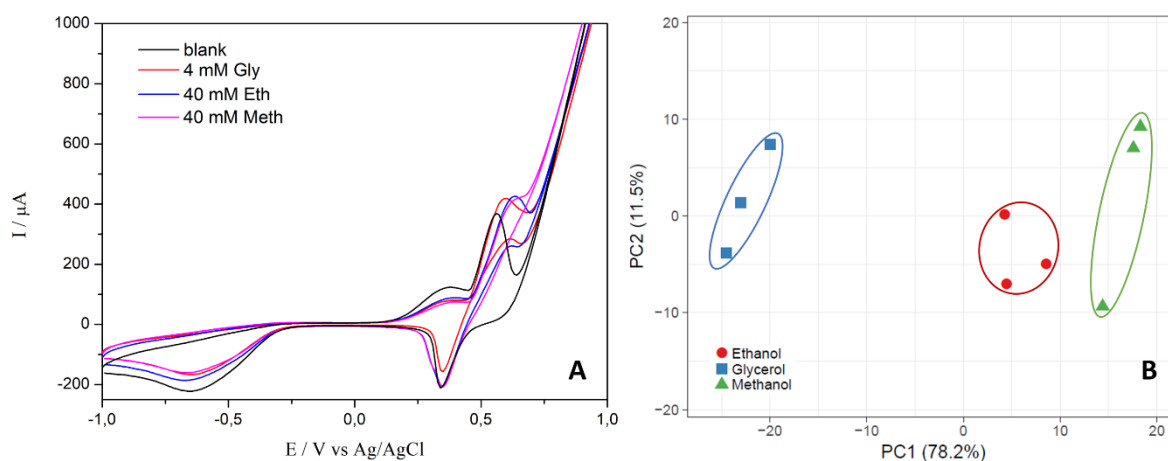 1000
800
600
400
200
0
-200
I / µA
blank
4 mM Gly
40 mM Eth
40 mM Meth
A
-1,0
-0,5
0,0
0,5
1,0
E / V vs Ag/AgCl
20
10
0
−10
−20
PC2 (11.5%)
Ethanol
Glycerol
Methanol
B
−20
−10
0
10
20
PC1 (78.2%)